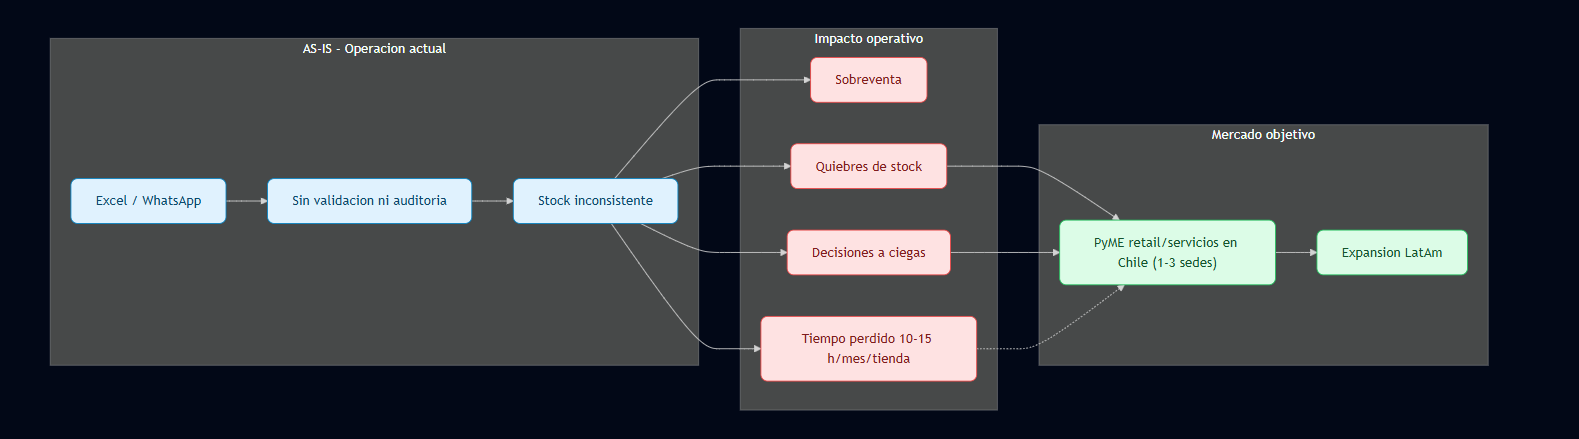 AS-IS - Operacion actual
Excel / WhatsApp
Sin validacion ni auditoria
Stock inconsistente
Impacto operativo
Sobreventa
Quiebres de stock
Decisiones a ciegas
Tiempo perdido 10-15
h/mes/tienda
Mercado objetivo
PyME retail/servicios en
Chile (1-3 sedes)
Expansion LatAm